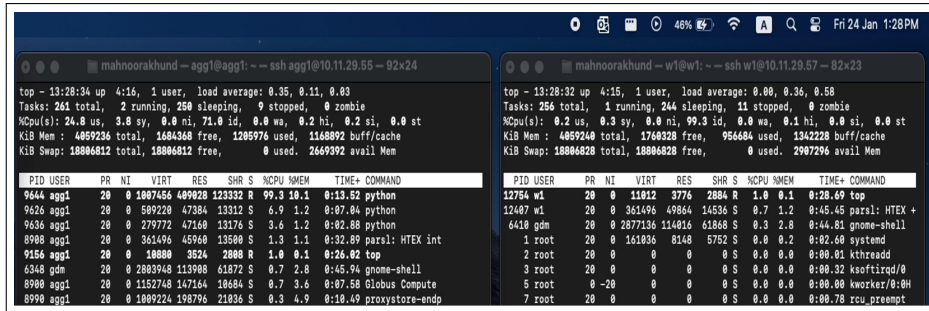 46% A Fri 24 Jan 1:28PM
mahnoorakhund — agg1@agg1: ~ — ssh agg1@10.11.29.55 — 92×24
top - 13:28:34 up 4:16, 1 user, load average: 0.35, 0.11, 0.03
Tasks: 261 total, 2 running, 250 sleeping, 9 stopped, 0 zombie
%Cpu(s): 24.8 us, 3.8 sy, 0.0 ni, 71.0 id, 0.0 wa, 0.2 hi, 0.2 si, 0.0 st
KiB Mem : 4059236 total, 1684368 free, 1205976 used, 1168892 buff/cache
KiB Swap: 18806812 total, 18806812 free, 0 used. 2669392 avail Mem
PID USER PR NI VIRT RES SHR S %CPU %MEM TIME+ COMMAND
9644 agg1 20 0 1007456 409028 123332 R 99.3 10.1 0:13.52 python
9626 agg1 20 0 509220 47384 13312 S 6.9 1.2 0:07.04 python
9636 agg1 20 0 279772 47160 13176 S 3.6 1.2 0:02.88 python
8908 agg1 20 0 361496 45960 13500 S 1.3 1.1 0:32.89 parsl: HTEX int
9156 agg1 20 0 10880 3524 2808 R 1.0 0.1 0:26.02 top
6348 gdm 20 0 2803948 113908 61872 S 0.7 2.8 0:45.94 gnome-shell
8900 agg1 20 0 1152748 147164 10684 S 0.7 3.6 0:07.58 Globus Compute
8990 agg1 20 0 1009224 198796 21036 S 0.3 4.9 0:10.49 proxystore-endp
mahnoorakhund — w1@w1: ~ — ssh w1@10.11.29.57 — 82×23
top - 13:28:32 up 4:15, 1 user, load average: 0.00, 0.36, 0.58
Tasks: 256 total, 1 running, 244 sleeping, 11 stopped, 0 zombie
%Cpu(s): 0.2 us, 0.3 sy, 0.0 ni, 99.3 id, 0.0 wa, 0.1 hi, 0.0 si, 0.0 st
KiB Mem : 4059240 total, 1760328 free, 956684 used, 1342228 buff/cache
KiB Swap: 18806828 total, 18806828 free, 0 used. 2907296 avail Mem
PID USER PR NI VIRT RES SHR S %CPU %MEM TIME+ COMMAND
12754 w1 20 0 11012 3776 2884 R 1.0 0.1 0:28.69 top
12407 w1 20 0 361496 49864 14536 S 0.7 1.2 0:45.45 parsl: HTEX +
6410 gdm 20 0 2877136 114016 61868 S 0.3 2.8 0:44.81 gnome-shell
1 root 20 0 161036 8148 5752 S 0.0 0.2 0:02.60 systemd
2 root 20 0 0 0 0 S 0.0 0.0 0:00.01 kthreadd
3 root 20 0 0 0 0 S 0.0 0.0 0:00.32 ksoftirqd/0
5 root 0 -20 0 0 0 S 0.0 0.0 0:00.00 kworker/0:0H
7 root 20 0 0 0 0 S 0.0 0.0 0:00.78 rcu_preempt